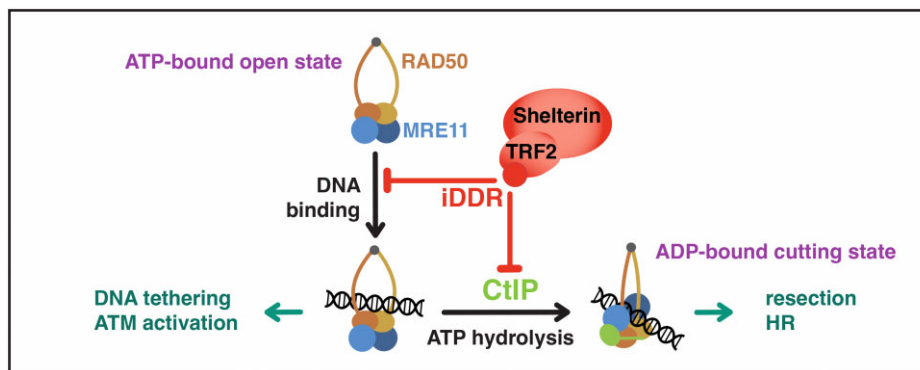 ATP-bound open state
RAD50
MRE11
Shelterin
TRF2
iDDR
DNA
binding
CtIP
ADP-bound cutting state
DNA tethering
ATM activation
ATP hydrolysis
resection
HR